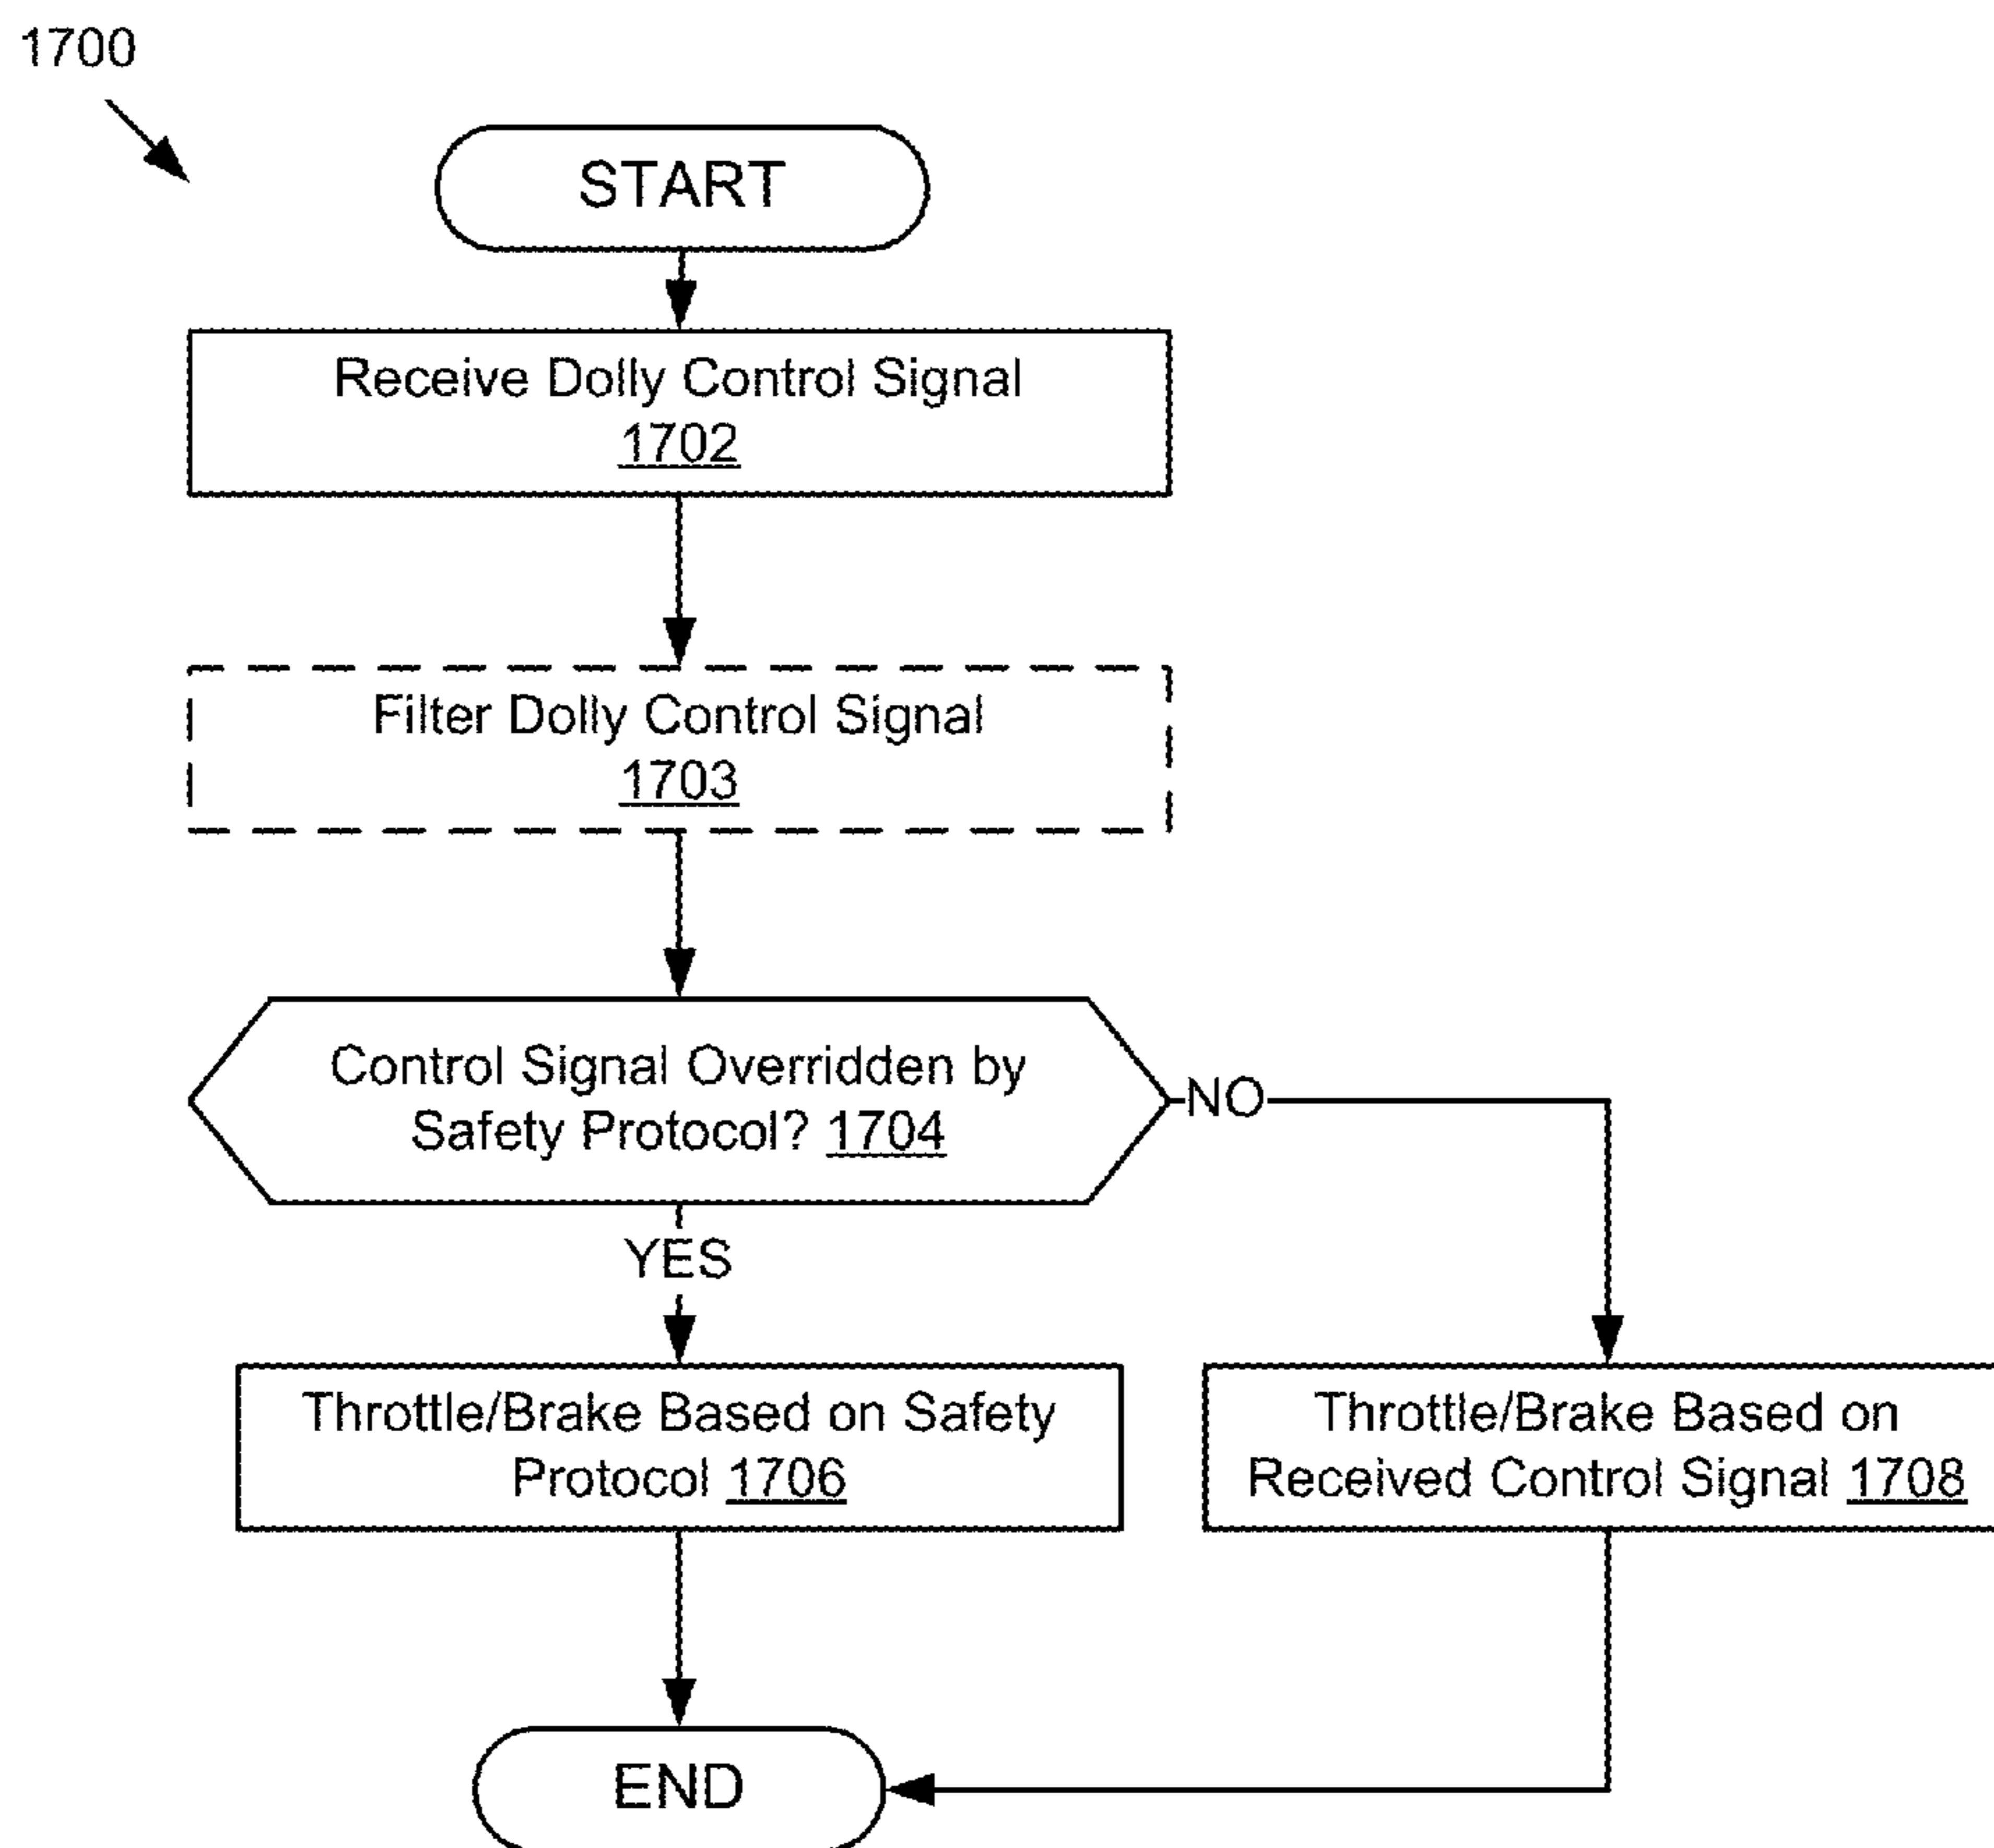 1700
START
Receive Dolly Control Signal
1702
Filter Dolly Control Signal
1703
Control Signal Overridden by
Safety Protocol? 1704
NO
YES
Throttle/Brake Based on Safety
Protocol 1706
Throttle/Brake Based on
Received Control Signal 1708
END